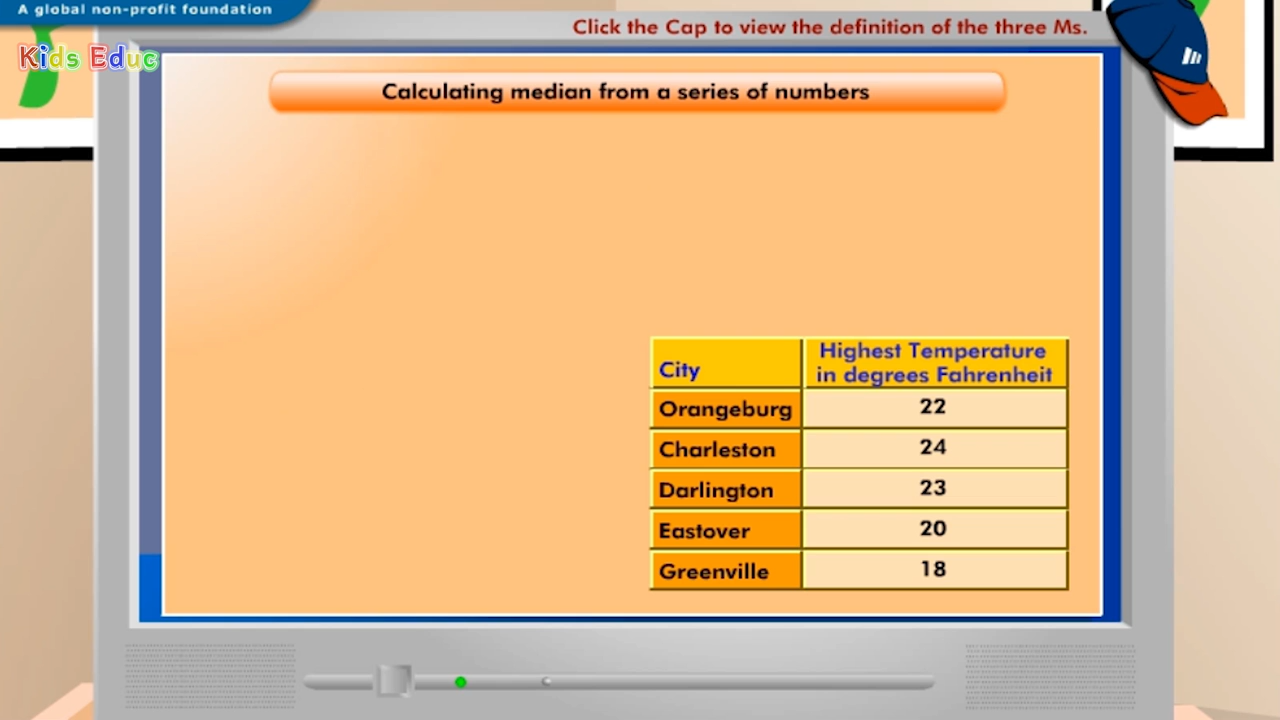 A global non-profit foundation
Click the Cap to view the definition of the three Ms.
Kids Educ
Calculating median from a series of numbers
City
Highest Temperature
in degrees Fahrenheit
Orangeburg 22
Charleston 24
Darlington 23
Eastover 20
Greenville 18